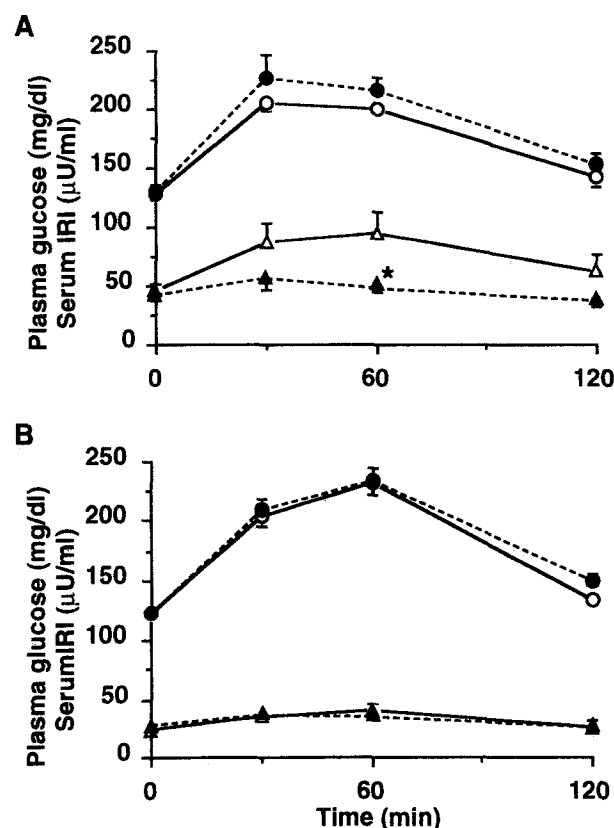 A
Plasma gucose (mg/dl)
Serum IRI (μU/ml)
250
200
150
100
50
0
*
0
60
120
B
Plasma glucose (mg/dl)
SerumIRI (μU/ml)
250
200
150
100
50
0
0
60
120
Time (min)